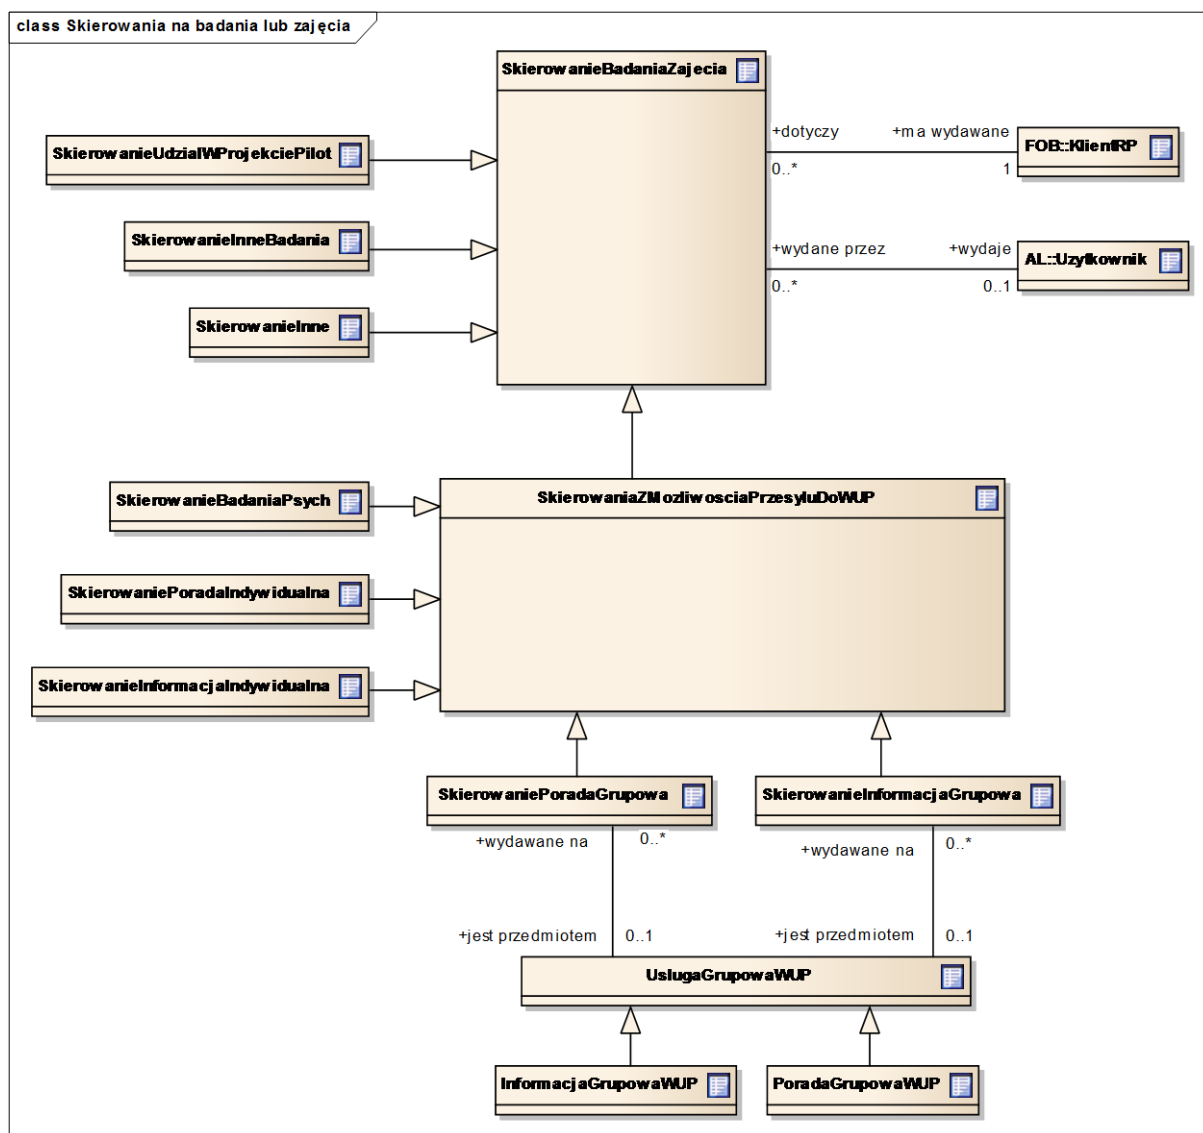 class Skierowania na badania lub zajęcia
SkierowanieBadaniaZajecia
+dotyczy
+ma wydawane
SkierowanieUdzialWProjekciePilot
FOB::KlientRP
0..*
1
SkierowanieInneBadania
+wydane przez
+wydaje
AL::Uzytkownik
0..*
0..1
SkierowanieInne
SkierowaniaZMozliwosciaPrzesyluDoWUP
SkierowanieBadaniaPsych
SkierowaniePoradaIndywidualna
SkierowanieInformacjaIndywidualna
SkierowaniePoradaGrupowa
SkierowanieInformacjaGrupowa
+wydawane na
0..*
+wydawane na
0..*
+jest przedmiotem
0..1
+jest przedmiotem
0..1
UslugaGrupowaWUP
InformacjaGrupowaWUP
PoradaGrupowaWUP